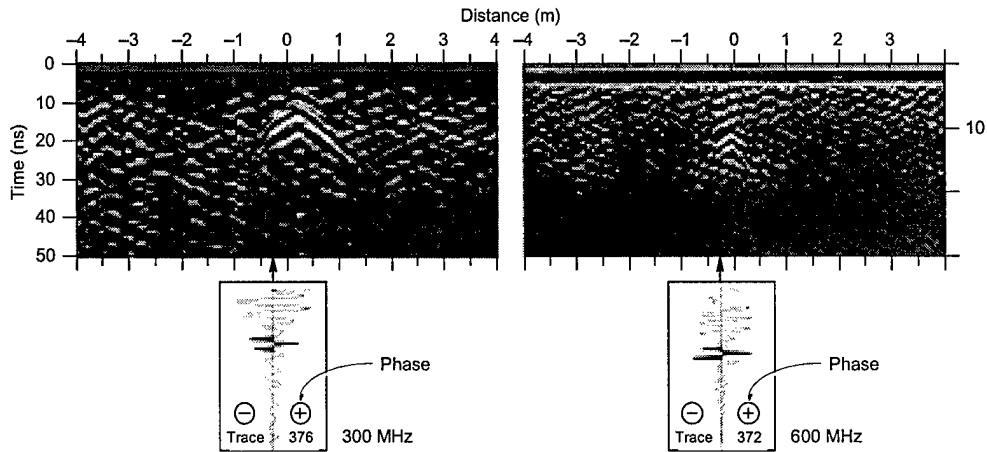 Distance (m)
−4 −3 −2 −1 0 1 2 3 4 −4 −3 −2 −1 0 1 2 3
0
10
20
30
40
50
Time (ns)
10
Phase
Phase
− +
Trace 376 300 MHz
− +
Trace 372 600 MHz